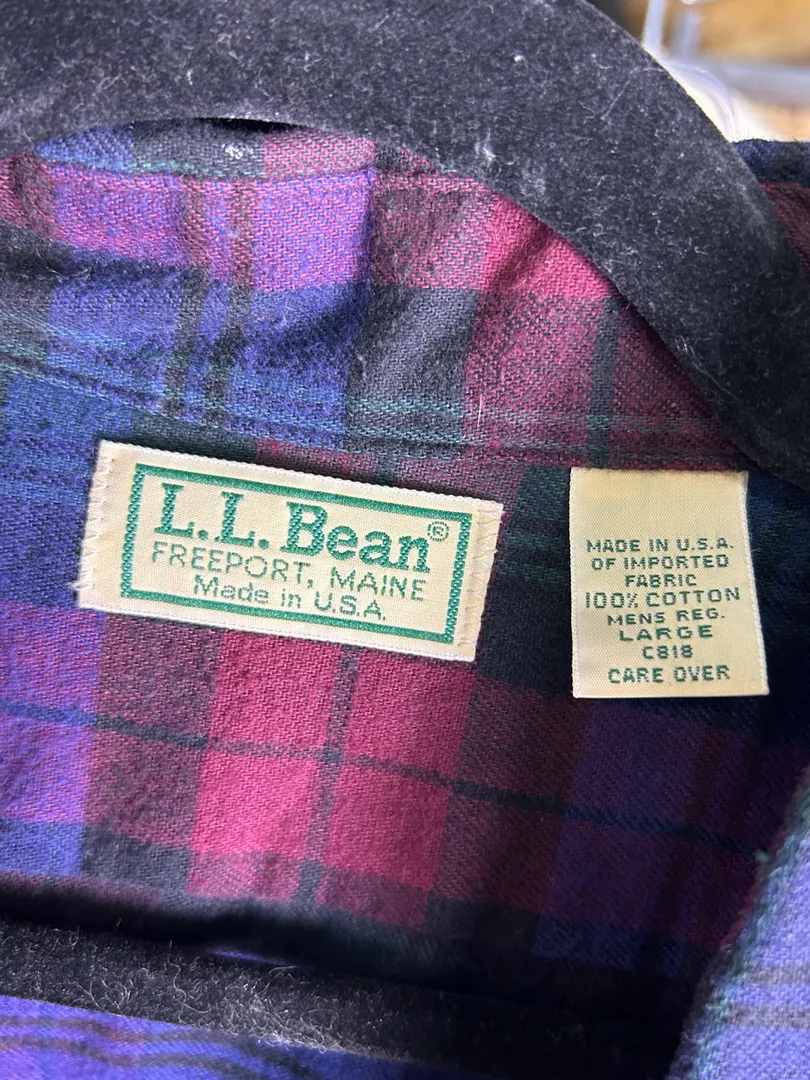 L.L.Bean®
FREEPORT, MAINE
Made in U.S.A.
MADE IN U.S.A.
OF IMPORTED
FABRIC
100% COTTON
MENS REG.
LARGE
C818
CARE OVER